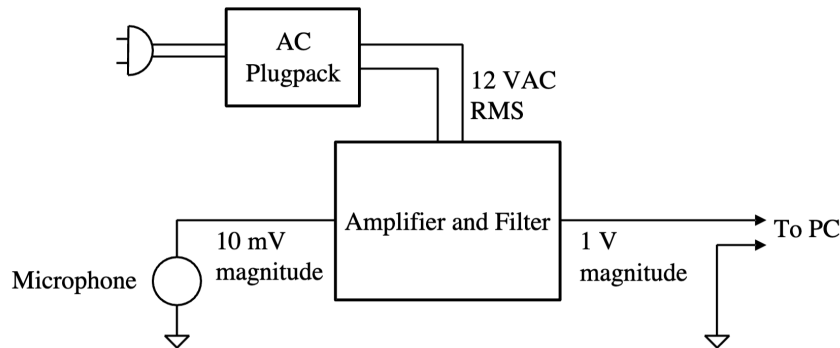 AC
Plugpack
12 VAC
RMS
Amplifier and Filter
10 mV
magnitude
1 V
magnitude
To PC
Microphone